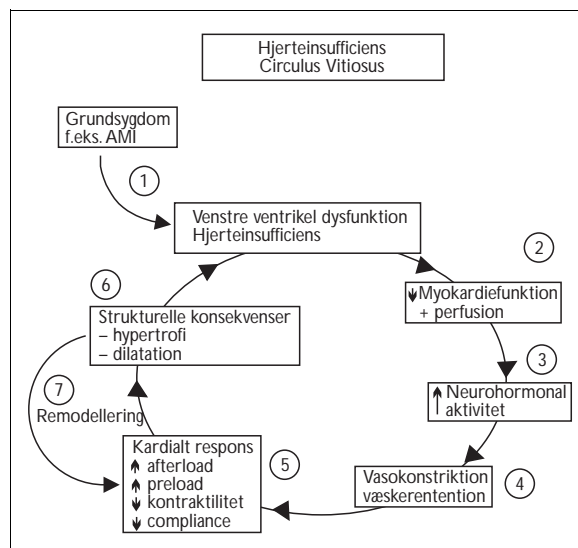 Hjerteinsufficiens
Circulus Vitiosus
Grundsygdom
f.eks. AMI
1
Venstre ventrikel dysfunktion
Hjerteinsufficiens
2
Myokardiefunktion
+ perfusion
3
Neurohormonal
aktivitet
4
Vasokonstriktion
væskerentention
5
Kardialt respons
afterload
preload
kontraktilitet
compliance
6
Strukturelle konsekvenser
– hypertrofi
– dilatation
7
Remodellering